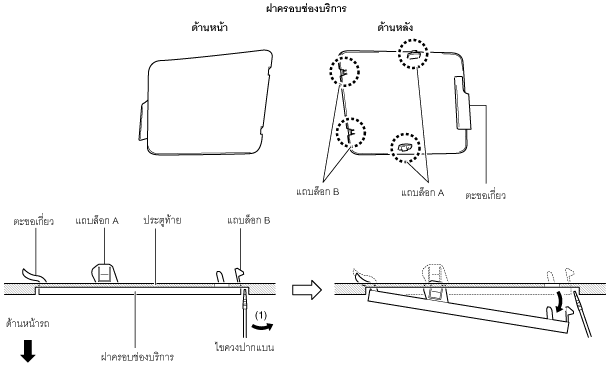 ฝาครอบช่องบริการ
ด้านหน้า
ด้านหลัง
แถบล็อก B
แถบล็อก A
ตะขอเกี่ยว
ตะขอเกี่ยว
แถบล็อก A
ประตูท้าย
แถบล็อก B
ด้านหน้ารถ
(1)
ฝาครอบช่องบริการ
ไขควงปากแบน